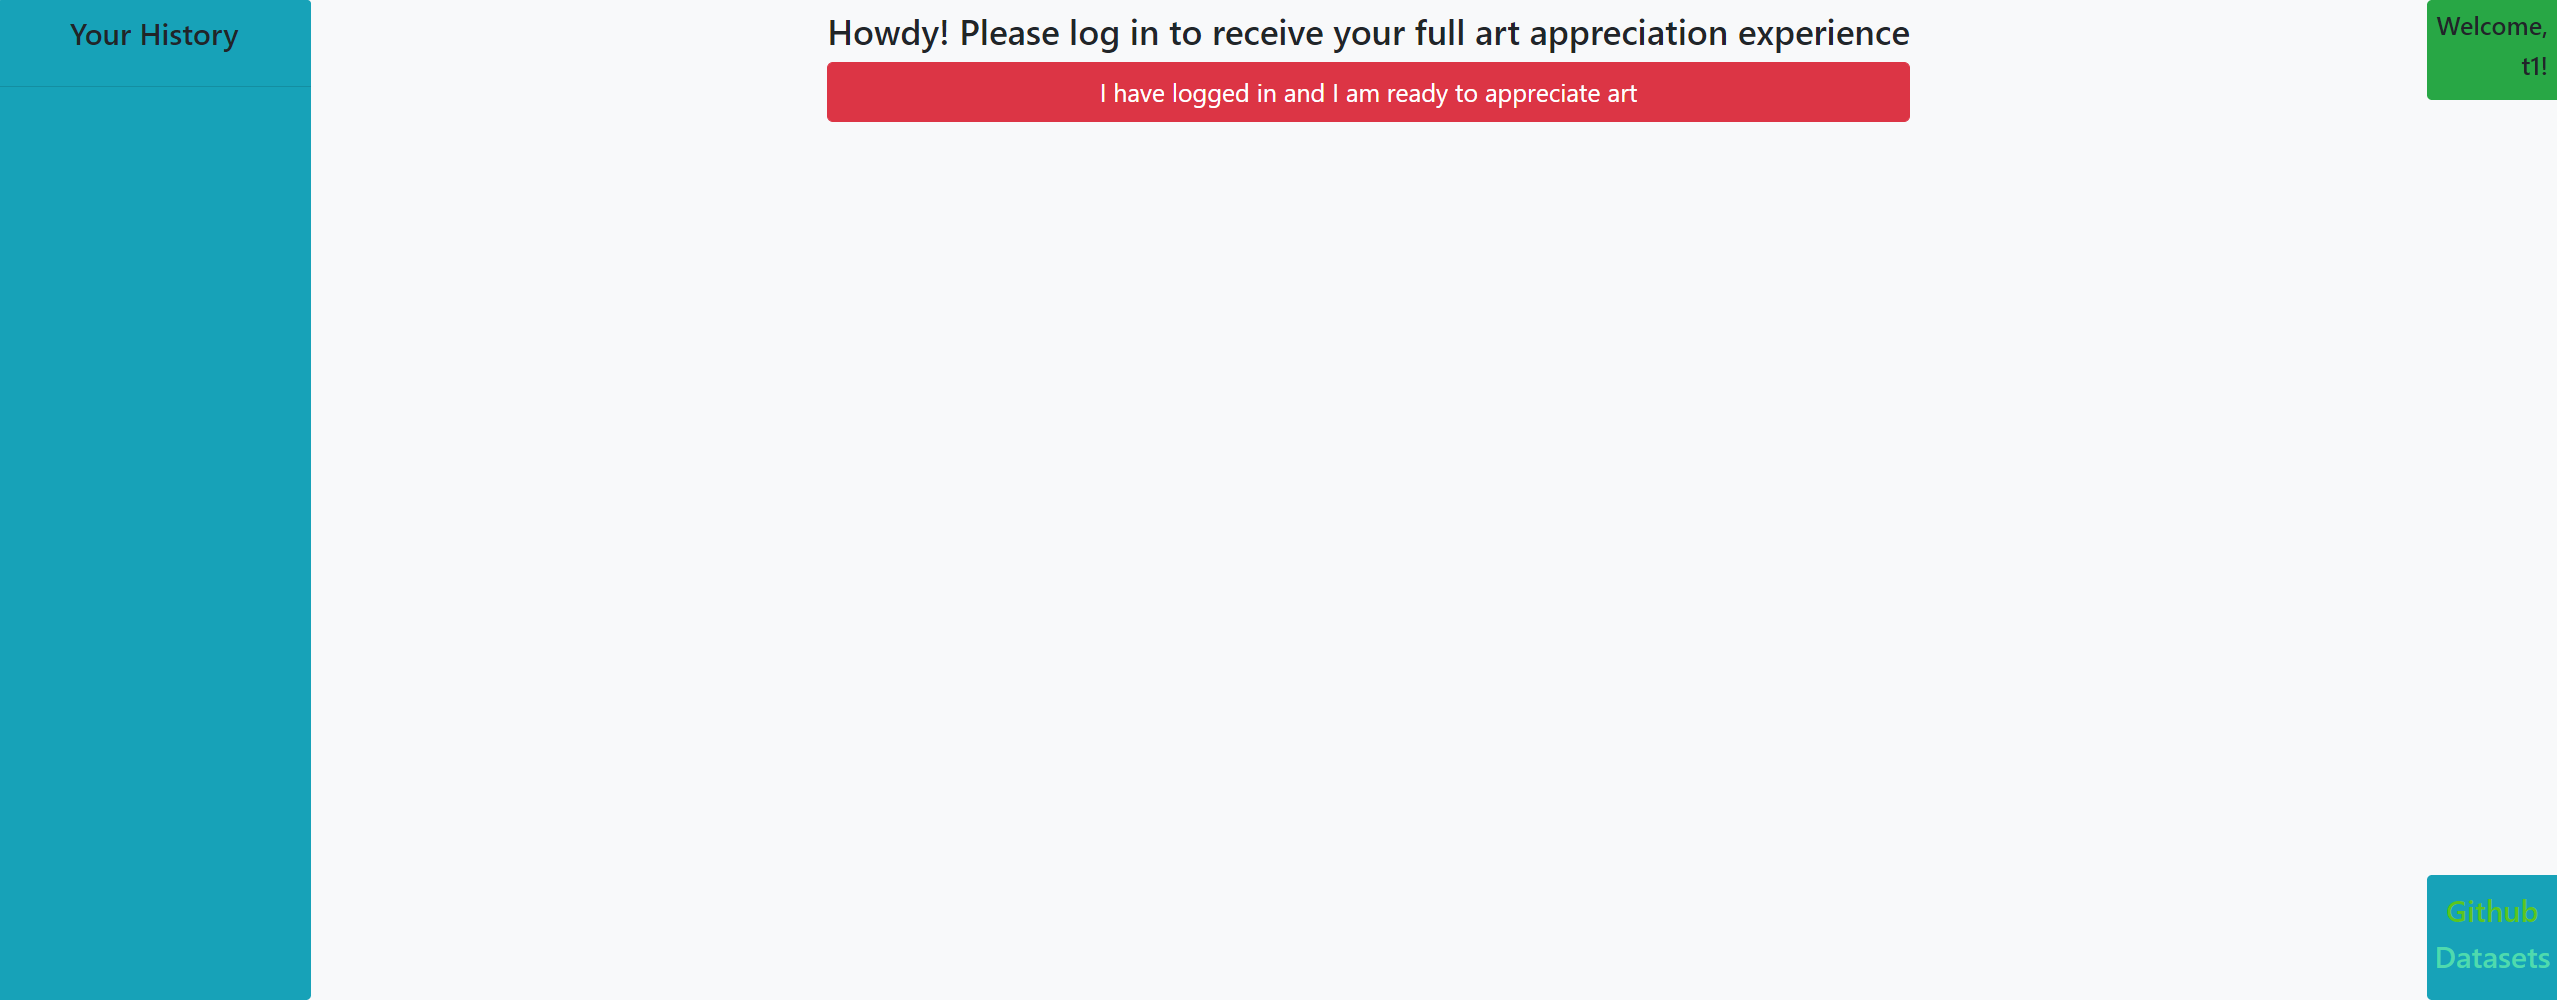 Your History
Howdy! Please log in to receive your full art appreciation experience
I have logged in and I am ready to appreciate art
Welcome,
t1!
Github
Datasets